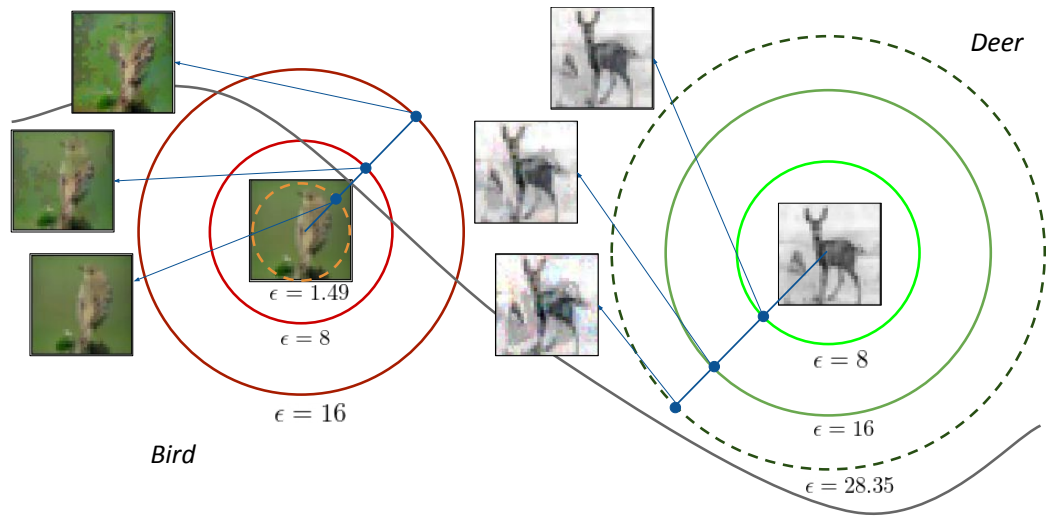 Deer
ϵ = 1.49
ϵ = 8
ϵ = 16
Bird
ϵ = 8
ϵ = 16
ϵ = 28.35